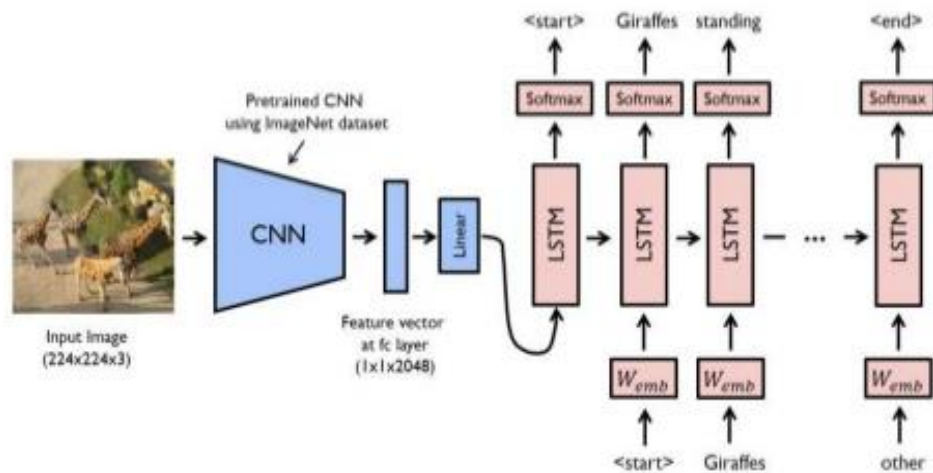 <start> Giraffes standing <end>
Softmax Softmax Softmax Softmax
Pretrained CNN
using ImageNet dataset
CNN
Linear
LSTM LSTM LSTM ... LSTM
Input Image
(224x224x3)
Feature vector
at fc layer
(1x1x2048)
W_emb W_emb W_emb
<start> Giraffes other